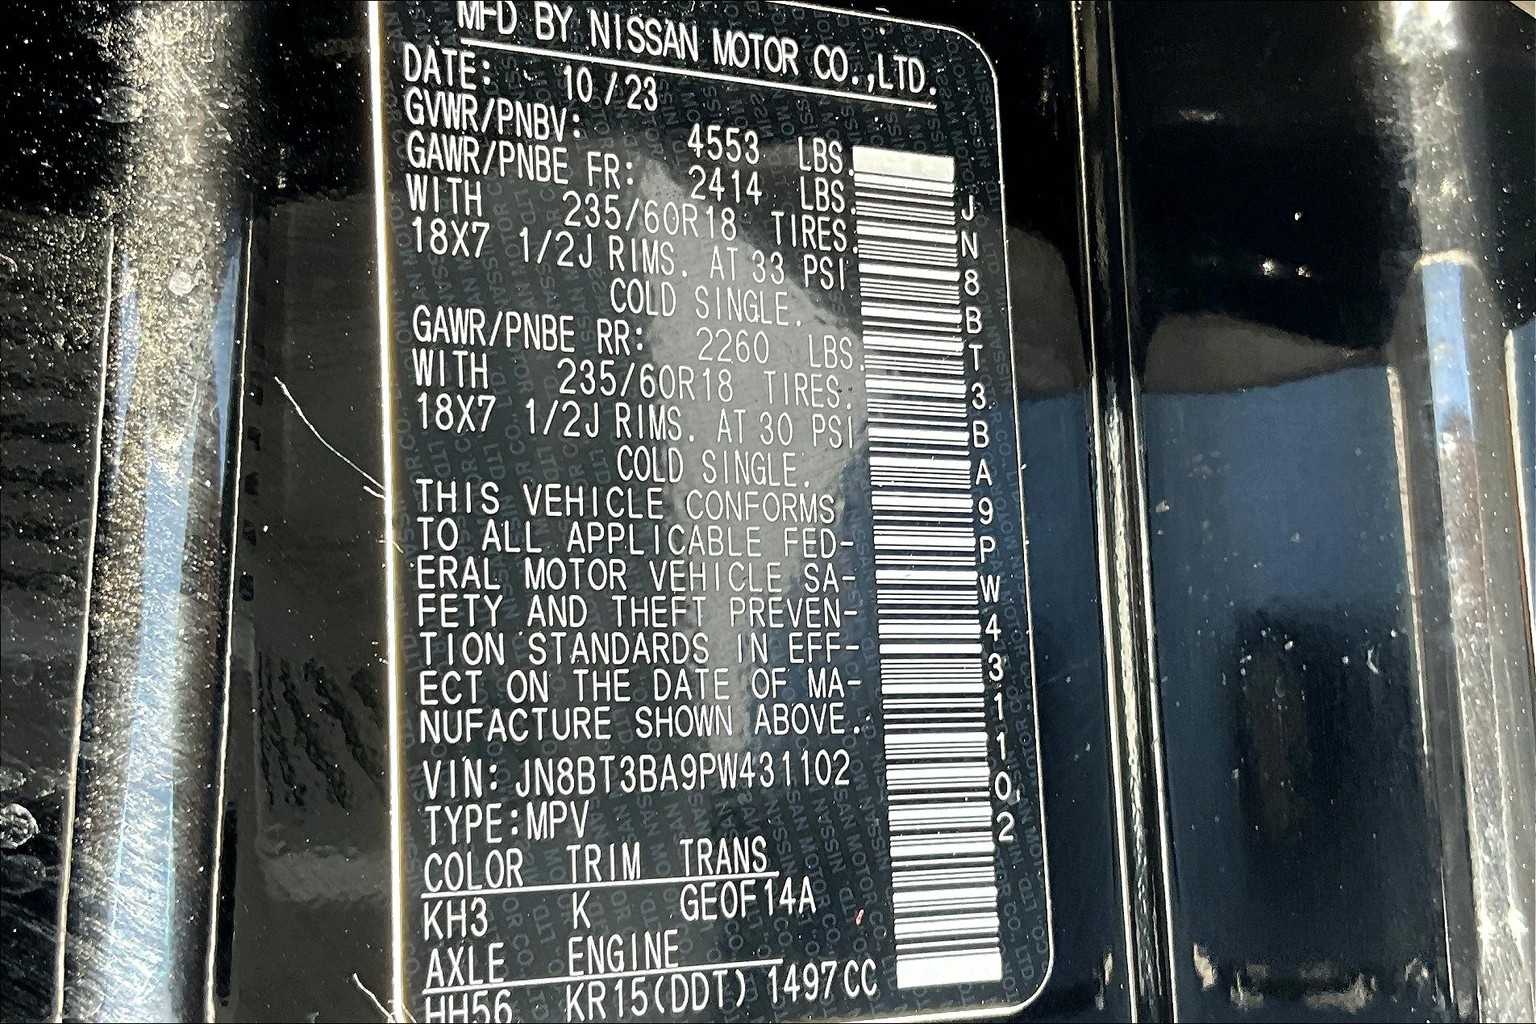 MFD BY NISSAN MOTOR CO.,LTD.
DATE: 10/23
GVWR/PNBV: 4553 LBS.
GAWR/PNBE FR: 2414 LBS.
WITH 235/60R18 TIRES.
18X7 1/2J RIMS. AT 33 PSI
COLD SINGLE.
GAWR/PNBE RR: 2260 LBS.
WITH 235/60R18 TIRES.
18X7 1/2J RIMS. AT 30 PSI
COLD SINGLE.
THIS VEHICLE CONFORMS
TO ALL APPLICABLE FED-
ERAL MOTOR VEHICLE SA-
FETY AND THEFT PREVEN-
TION STANDARDS IN EFF-
ECT ON THE DATE OF MA-
NUFACTURE SHOWN ABOVE.
VIN: JN8BT3BA9PW431102
TYPE:MPV
COLOR TRIM TRANS
KH3 K GEOF14A
AXLE ENGINE
HH56 KR15(DDT) 1497CC
JN8BT3BA9PW431102